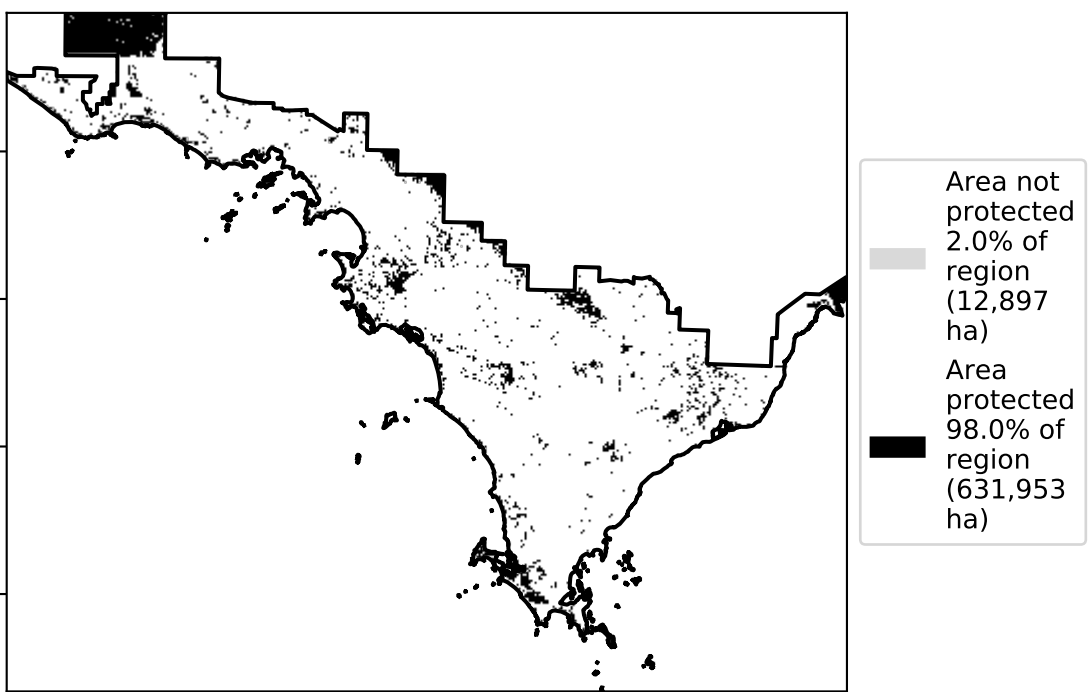 Area not
protected
2.0% of
region
(12,897
ha)
Area
protected
98.0% of
region
(631,953
ha)